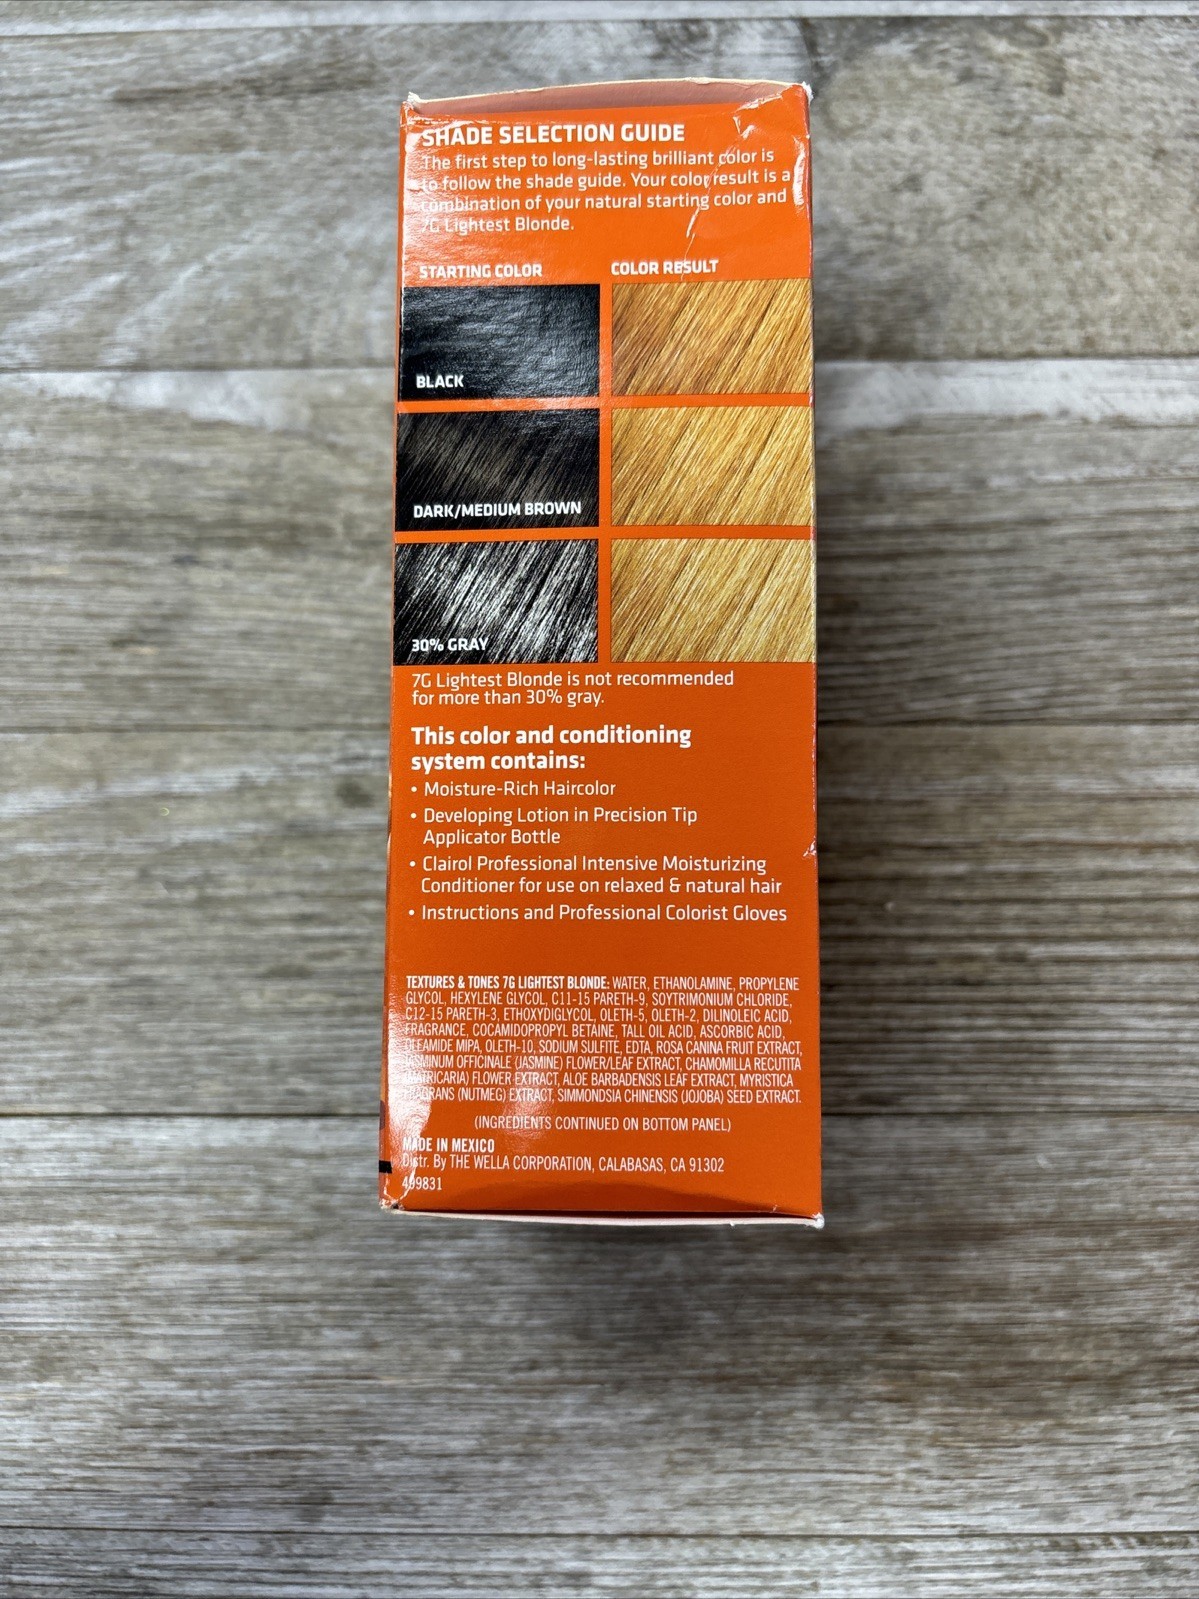 SHADE SELECTION GUIDE
The first step to long-lasting brilliant color is
to follow the shade guide. Your color result is a
combination of your natural starting color and
7G Lightest Blonde.
STARTING COLOR
COLOR RESULT
BLACK
DARK/MEDIUM BROWN
30% GRAY
7G Lightest Blonde is not recommended
for more than 30% gray.
This color and conditioning
system contains:
• Moisture-Rich Haircolor
• Developing Lotion in Precision Tip
Applicator Bottle
• Clairol Professional Intensive Moisturizing
Conditioner for use on relaxed & natural hair
• Instructions and Professional Colorist Gloves
TEXTURES & TONES 7G LIGHTEST BLONDE: WATER, ETHANOLAMINE, PROPYLENE
GLYCOL, HEXYLENE GLYCOL, C11-15 PARETH-9, SOYTRIMONIUM CHLORIDE,
C12-15 PARETH-3, ETHOXYDIGLYCOL, OLETH-5, OLETH-2, DILINOLEIC ACID,
FRAGRANCE, COCAMIDOPROPYL BETAINE, TALL OIL ACID, ASCORBIC ACID,
OLEAMIDE MIPA, OLETH-10, SODIUM SULFITE, EDTA, ROSA CANINA FRUIT EXTRACT,
JASMINUM OFFICINALE (JASMINE) FLOWER/LEAF EXTRACT, CHAMOMILLA RECUTITA
(MATRICARIA) FLOWER EXTRACT, ALOE BARBADENSIS LEAF EXTRACT, MYRISTICA
FRAGRANS (NUTMEG) EXTRACT, SIMMONDSIA CHINENSIS (JOJOBA) SEED EXTRACT.
(INGREDIENTS CONTINUED ON BOTTOM PANEL)
MADE IN MEXICO
Distr. By THE WELLA CORPORATION, CALABASAS, CA 91302
499831